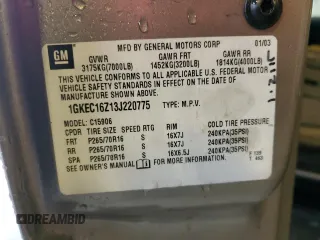 GM
MFD BY GENERAL MOTORS CORP 01/03
GVWR GAWR FRT GAWR RR
3175KG(7000LB) 1452KG(3200LB) 1814KG(4000LB)
THIS VEHICLE CONFORMS TO ALL APPLICABLE U.S. FEDERAL MOTOR
VEHICLE SAFETY STANDARDS IN EFFECT ON THE DATE OF
MANUFACTURE SHOWN ABOVE.
1GKEC16Z13J220775 TYPE: M.P.V.
C15906
CPDR TIRE SIZE SPEED RTG RIM COLD TIRE PRESSURE
FRT P265/70R16 S 16X7J 240KPA(35PSI)
RR P265/70R16 S 16X7J 240KPA(35PSI)
SPA P265/70R16 S 16X6.5J 240KPA(35PSI)
SEE OWNER'S MANUAL FOR MORE INFORMATION
CARFAST BIDWIN